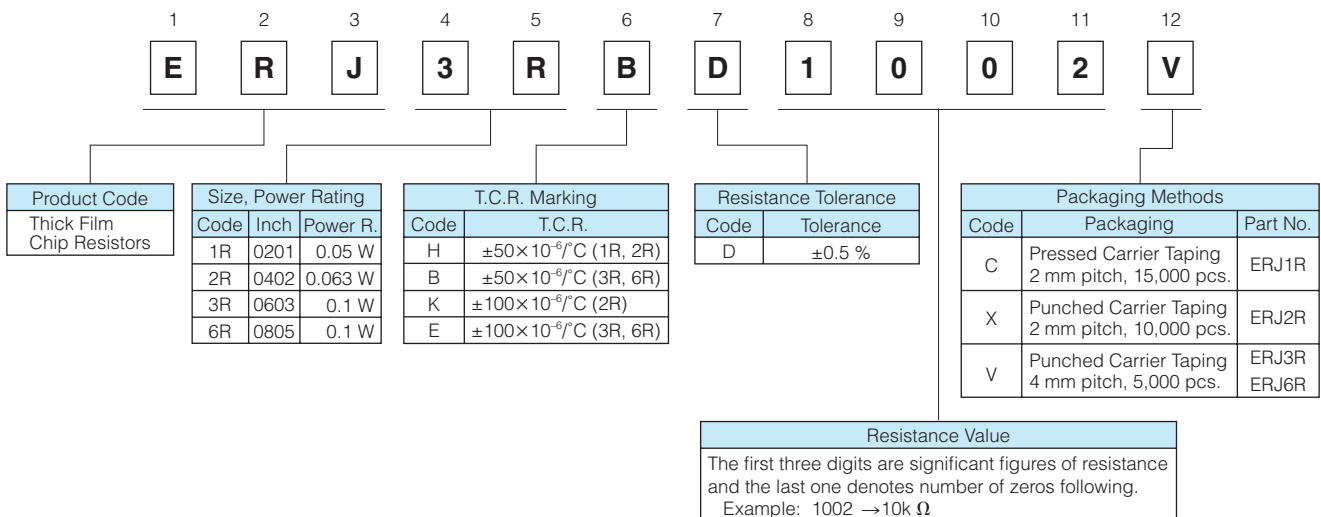 1 2 3 4 5 6 7 8 9 10 11 12
E R J 3 R B D 1 0 0 2 V
Product Code
Thick Film
Chip Resistors
Size, Power Rating
Code Inch Power R.
1R 0201 0.05 W
2R 0402 0.063 W
3R 0603 0.1 W
6R 0805 0.1 W
T.C.R. Marking
Code T.C.R.
H ±50×10⁻⁶/°C (1R, 2R)
B ±50×10⁻⁶/°C (3R, 6R)
K ±100×10⁻⁶/°C (2R)
E ±100×10⁻⁶/°C (3R, 6R)
Resistance Tolerance
Code Tolerance
D ±0.5 %
Packaging Methods
Code Packaging Part No.
C Pressed Carrier Taping
2 mm pitch, 15,000 pcs. ERJ1R
X Punched Carrier Taping
2 mm pitch, 10,000 pcs. ERJ2R
V Punched Carrier Taping ERJ3R
4 mm pitch, 5,000 pcs. ERJ6R
Resistance Value
The first three digits are significant figures of resistance
and the last one denotes number of zeros following.
Example: 1002 →10k Ω